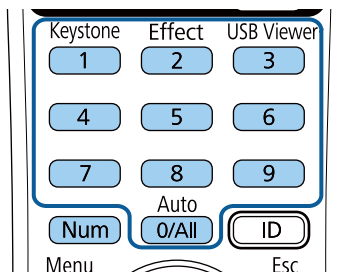 Keystone Effect USB Viewer
1 2 3
4 5 6
7 8 9
Auto
Num 0/All ID
Menu Esc